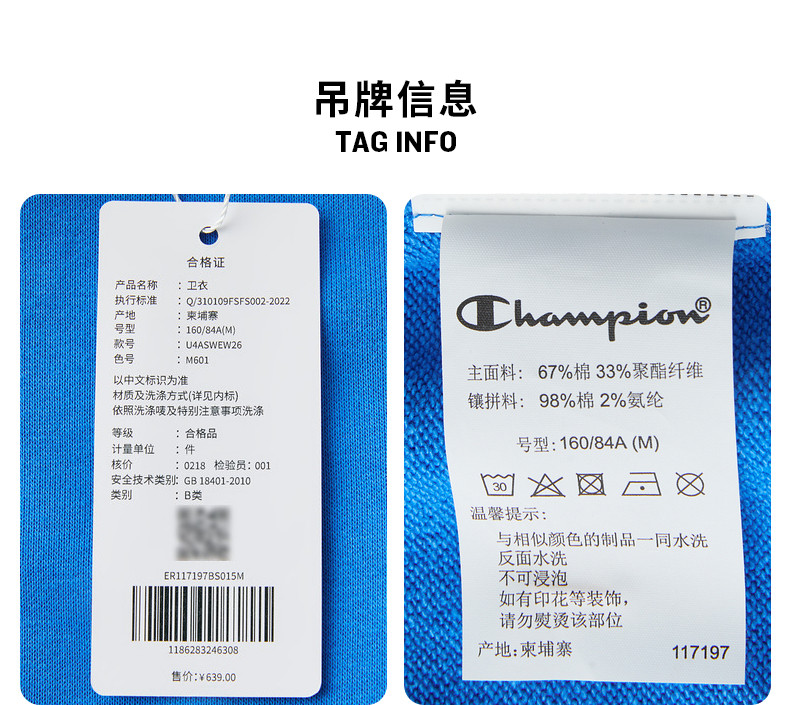 吊牌信息
TAG INFO
合格证
产品名称 : 卫衣
执行标准 : Q/310109FSFS002-2022
产地 : 柬埔寨
号型 : 160/84A(M)
款号 : U4ASWEW26
色号 : M601
以中文标识为准
材质及洗涤方式(详见内标)
依照洗涤唛及特别注意事项洗涤
等级 : 合格品
计量单位 : 件
核价 : 0218 检验员: 001
安全技术类别: GB 18401-2010
类别 : B类
ER117197BS015M
1186283246308
售价:¥639.00
Champion®
主面料: 67%棉 33%聚酯纤维
镶拼料: 98%棉 2%氨纶
号型:160/84A (M)
30
温馨提示:
与相似颜色的制品一同水洗
反面水洗
不可浸泡
如有印花等装饰,
请勿熨烫该部位
产地:柬埔寨 117197